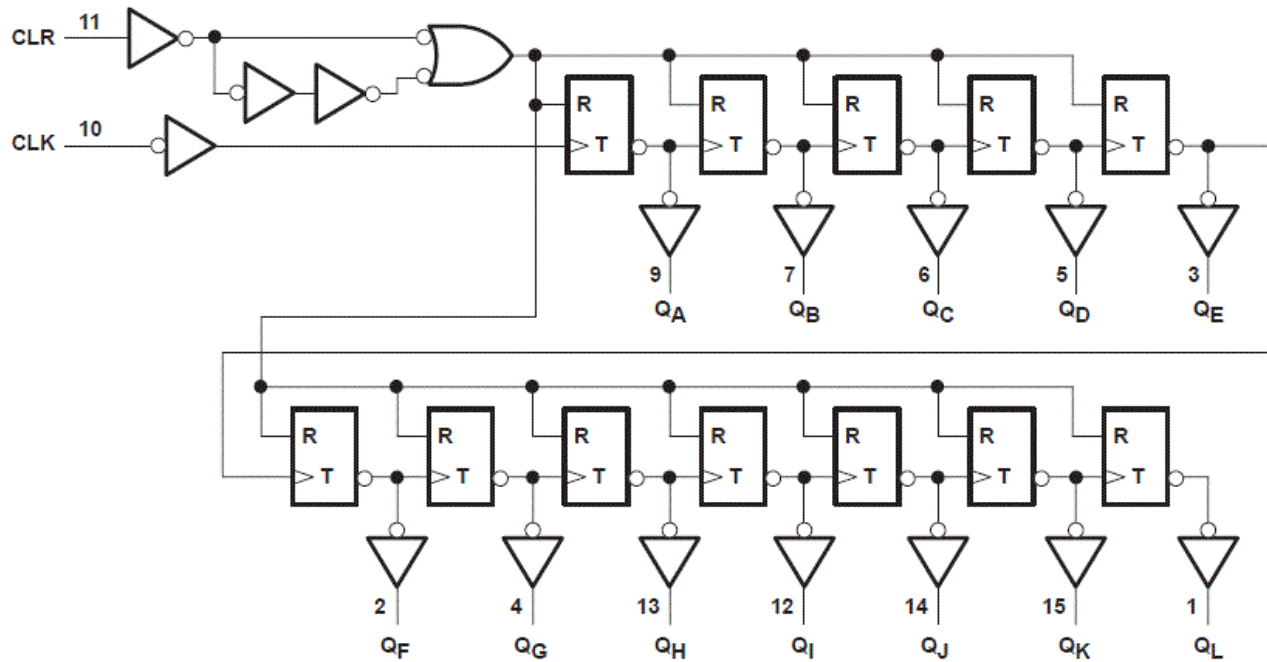 CLR 11
CLK 10
R R R R R
T T T T T
9 7 6 5 3
QA QB QC QD QE
R R R R R R R
T T T T T T T
2 4 13 12 14 15 1
QF QG QH QI QJ QK QL